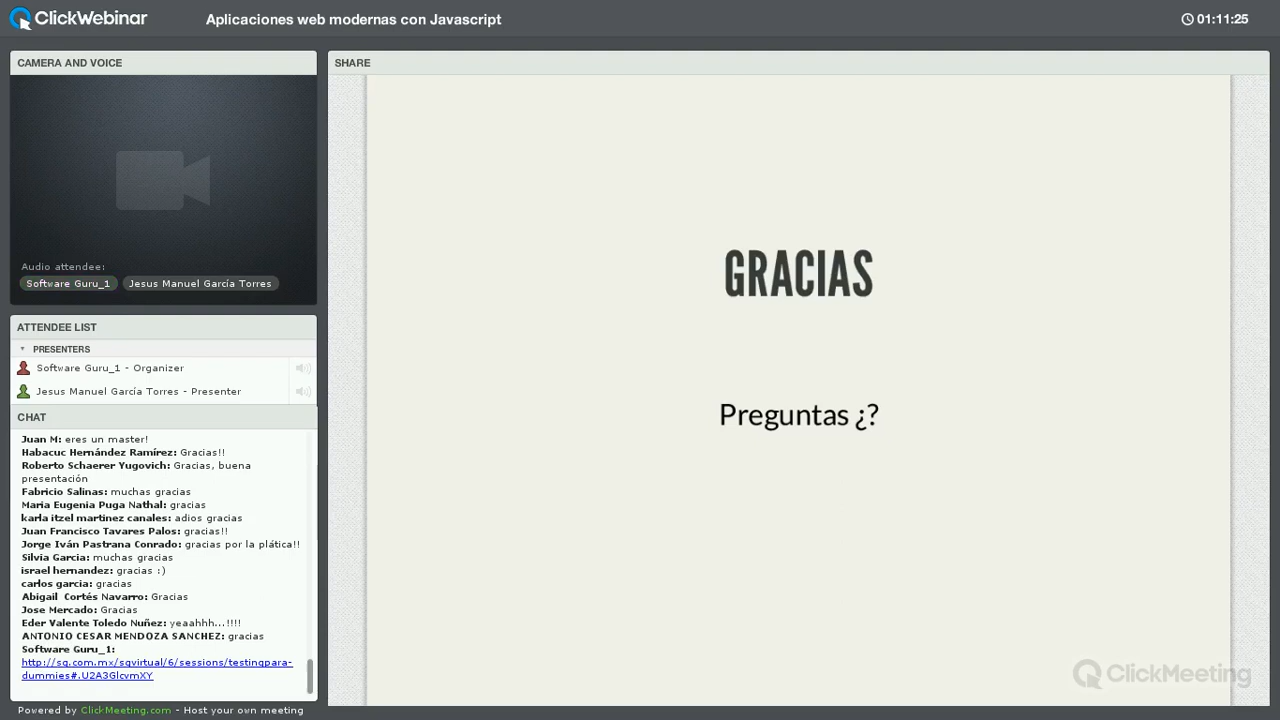 ClickWebinar
Aplicaciones web modernas con Javascript
01:11:25
CAMERA AND VOICE
Audio attendee:
Software Guru_1
Jesus Manuel García Torres
ATTENDEE LIST
PRESENTERS
Software Guru_1 - Organizer
Jesus Manuel García Torres - Presenter
CHAT
Juan M: eres un master!
Habacuc Hernández Ramírez: Gracias!!
Roberto Schaerer Yugovich: Gracias, buena
presentación
Fabricio Salinas: muchas gracias
Maria Eugenia Puga Nathal: gracias
karla itzel martinez canales: adios gracias
Juan Francisco Tavares Palos: gracias!!
Jorge Iván Pastrana Conrado: gracias por la plática!!
Silvia Garcia: muchas gracias
israel hernandez: gracias :)
carlos garcia: gracias
Abigail Cortés Navarro: Gracias
Jose Mercado: Gracias
Eder Valente Toledo Nuñez: yeaahhh...!!!!
ANTONIO CESAR MENDOZA SANCHEZ: gracias
Software Guru_1:
http://sg.com.mx/sgvirtual/6/sessions/testingpara-
dummies#.U2A3GlcvmXY
Powered by ClickMeeting.com - Host your own meeting
SHARE
GRACIAS
Preguntas ¿?
ClickMeeting